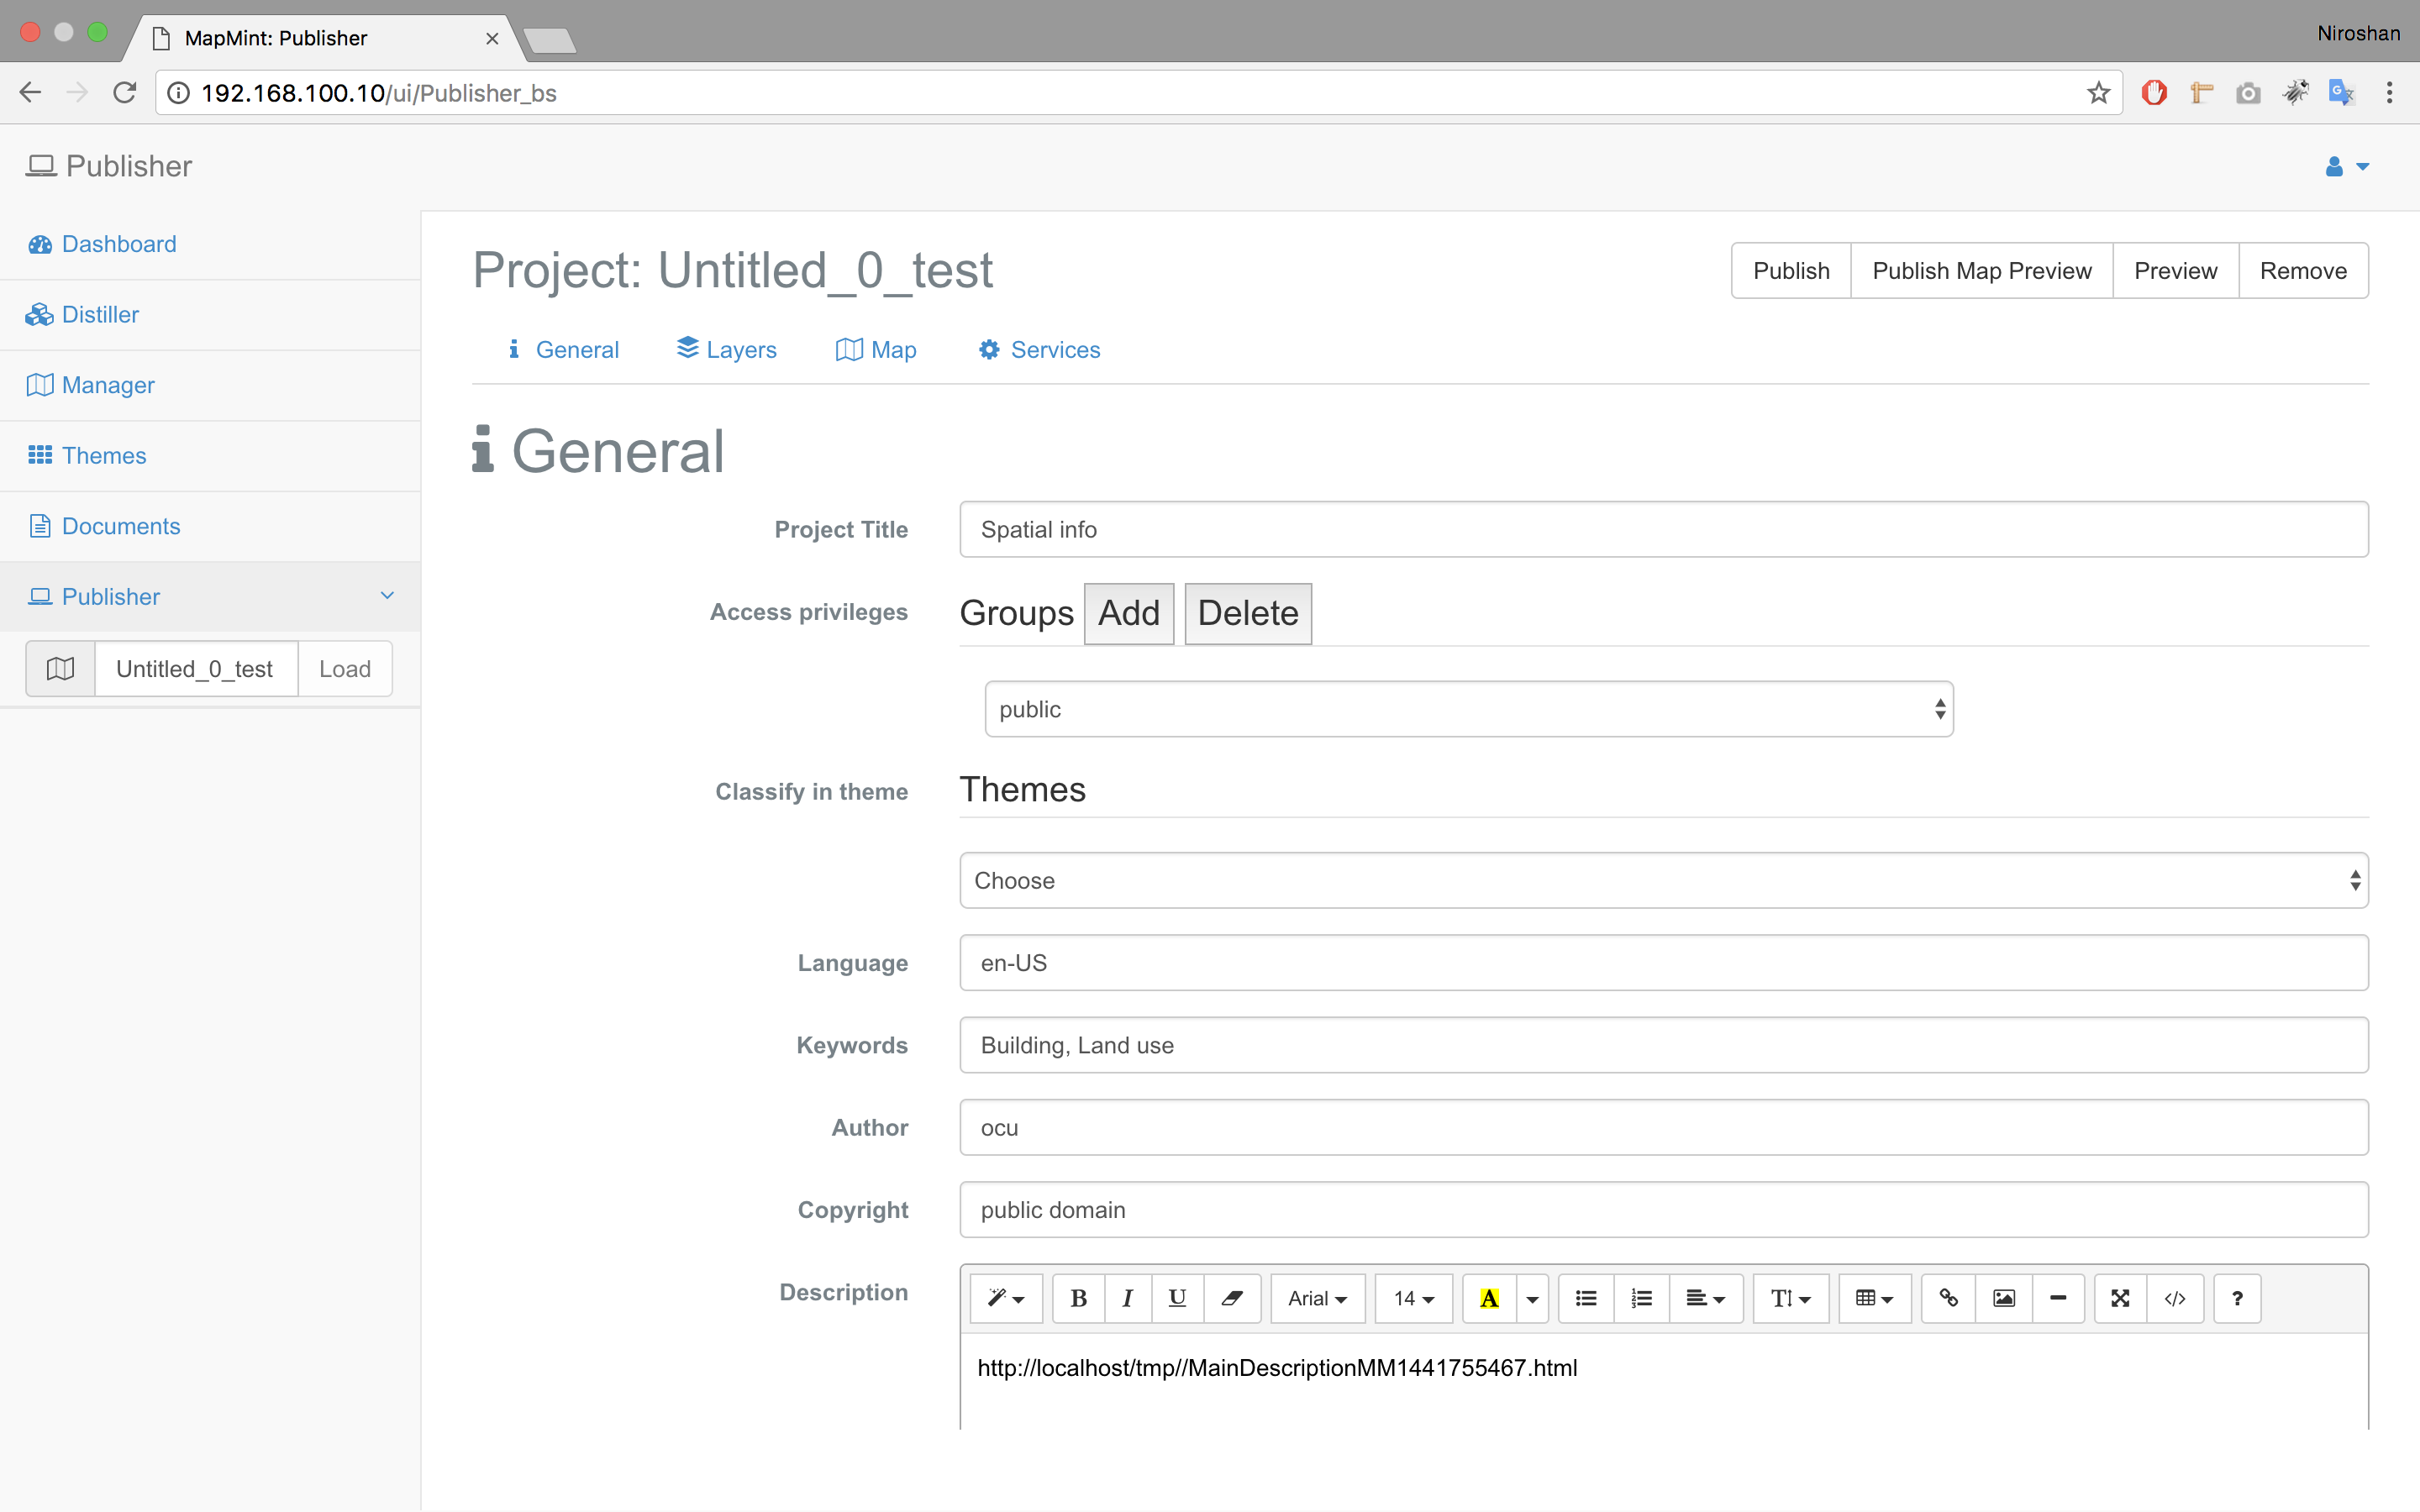 MapMint: Publisher
Niroshan
192.168.100.10/ui/Publisher_bs
Publisher
Dashboard
Distiller
Manager
Themes
Documents
Publisher
Untitled_0_test Load
Project: Untitled_0_test
Publish Publish Map Preview Preview Remove
General Layers Map Services
General
Project Title Spatial info
Access privileges Groups Add Delete
public
Classify in theme Themes
Choose
Language en-US
Keywords Building, Land use
Author ocu
Copyright public domain
Description B I U Arial 14 A T ?
http://localhost/tmp//MainDescriptionMM1441755467.html